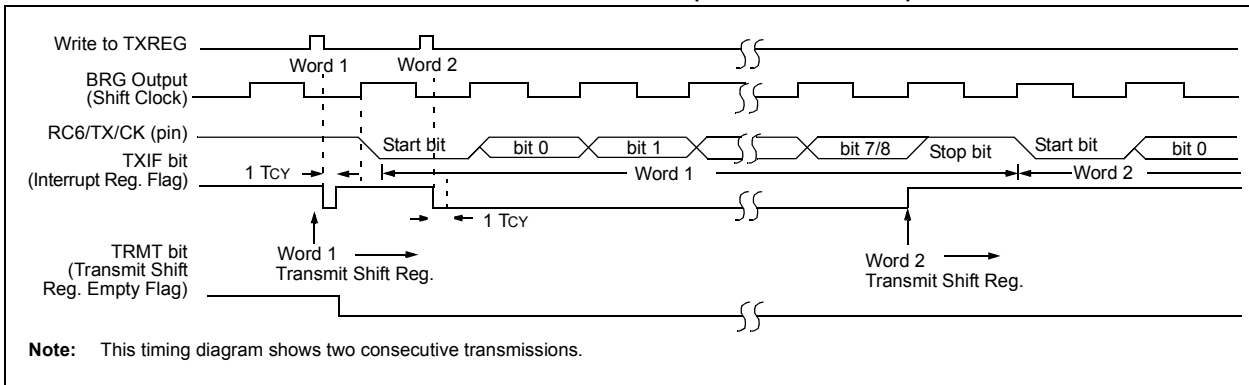 Write to TXREG
Word 1 Word 2
BRG Output
(Shift Clock)
RC6/TX/CK (pin)
Start bit bit 0 bit 1 bit 7/8 Stop bit Start bit bit 0
TXIF bit
(Interrupt Reg. Flag)
1 TCY
Word 1 Word 2
1 TCY
TRMT bit
(Transmit Shift
Reg. Empty Flag)
Word 1
Transmit Shift Reg.
Word 2
Transmit Shift Reg.
Note: This timing diagram shows two consecutive transmissions.